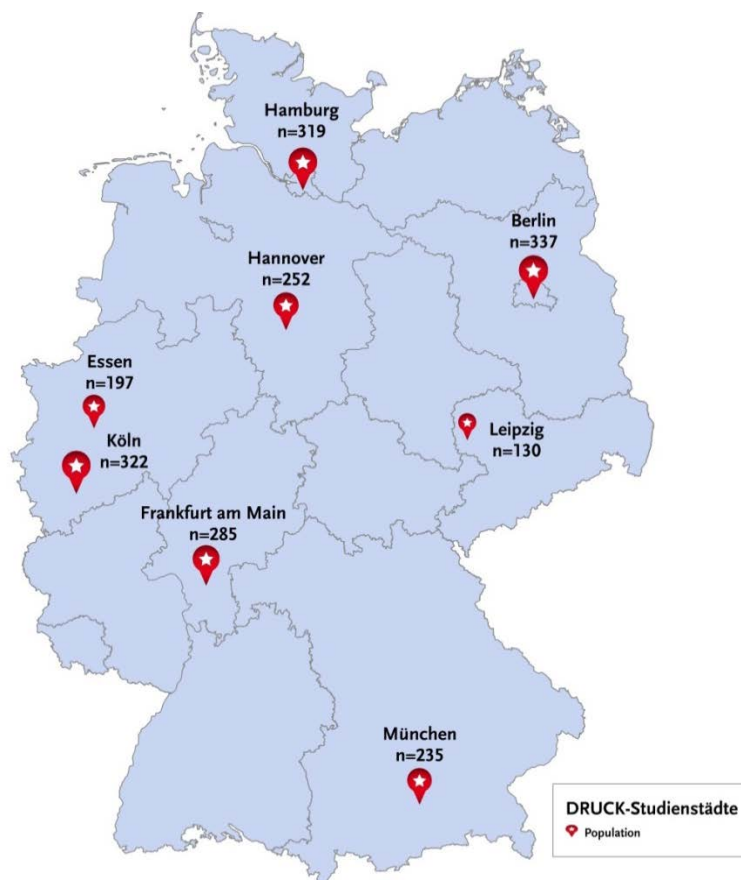 Hamburg
n=319
Berlin
n=337
Hannover
n=252
Essen
n=197
Köln
n=322
Leipzig
n=130
Frankfurt am Main
n=285
München
n=235
DRUCK-Studienstädte
Population